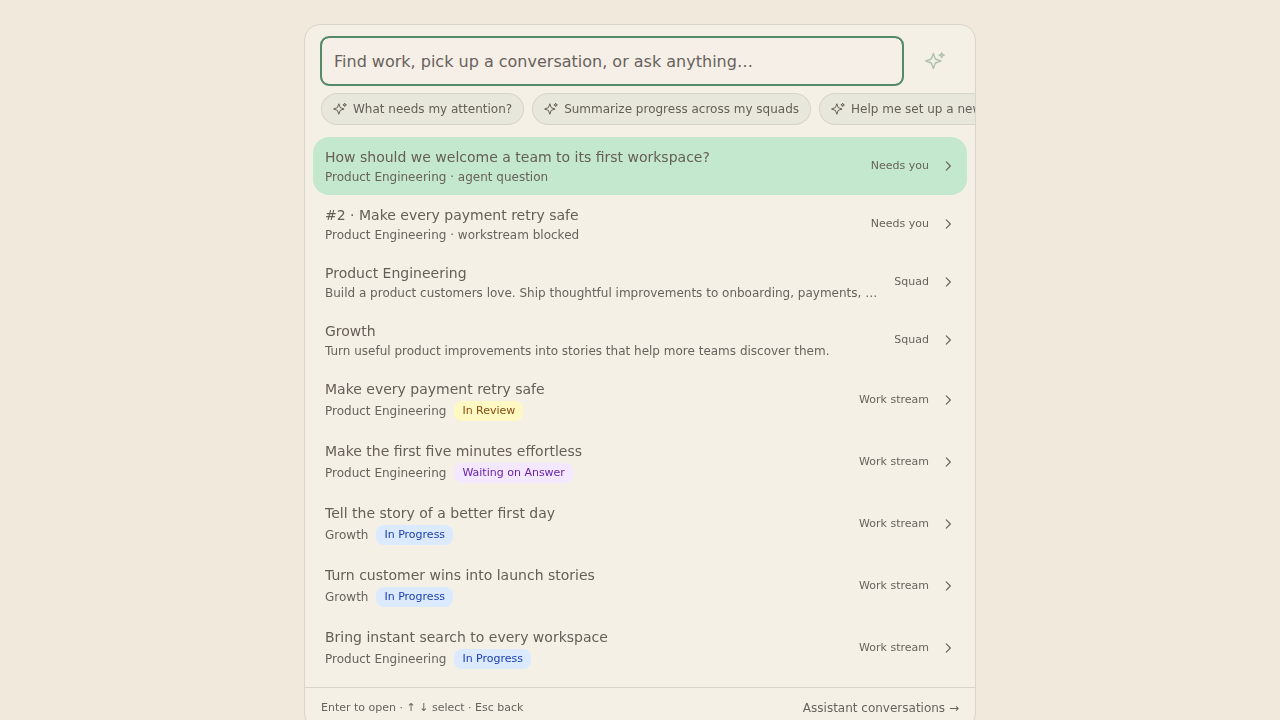 Find work, pick up a conversation, or ask anything…
What needs my attention?
Summarize progress across my squads
Help me set up a
How should we welcome a team to its first workspace?
Product Engineering · agent question
Needs you
#2 · Make every payment retry safe
Product Engineering · workstream blocked
Needs you
Product Engineering
Build a product customers love. Ship thoughtful improvements to onboarding, payments, …
Squad
Growth
Turn useful product improvements into stories that help more teams discover them.
Squad
Make every payment retry safe
Product Engineering In Review
Work stream
Make the first five minutes effortless
Product Engineering Waiting on Answer
Work stream
Tell the story of a better first day
Growth In Progress
Work stream
Turn customer wins into launch stories
Growth In Progress
Work stream
Bring instant search to every workspace
Product Engineering In Progress
Work stream
Enter to open · ↑ ↓ select · Esc back
Assistant conversations →